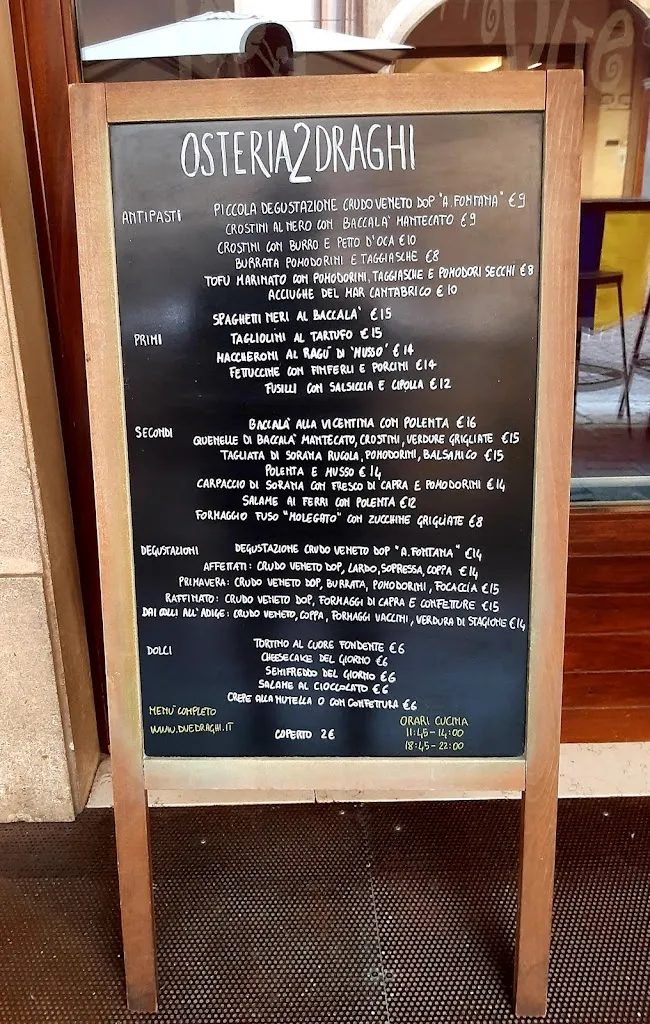 OSTERIA2DRAGHI
ANTIPASTI PICCOLA DEGUSTAZIONE CRUDO VENETO DOP "A. FONTANA" €9
CROSTINI AL NERO CON BACCALA' MANTECATO €9
CROSTINI CON BURRO E PETTO D'OCA €10
BURRATA POMODORINI E TAGGIASCHE €8
TOFU MARINATO CON POMODORINI, TAGGIASCHE E POMODORI SECCHI €8
ACCIUGHE DEL MAR CANTABRICO €10
SPAGHETTI NERI AL BACCALA' €15
PRIMI TAGLIOLINI AL TARTUFO €15
MACCHERONI AL RAGÙ DI "MUSSO" €14
FETUCCINE CON FINFERLI E PORCINI €14
FUSILLI CON SALSICCIA E CIPOLLA €12
BACCALÀ ALLA VICENTINA CON POLENTA €16
SECONDI QUENELLE DI BACCALÀ MANTECATO, CROSTINI, VERDURE GRIGLIATE €15
TAGLIATA DI SORANA RUCOLA, POMODORINI, BALSAMICO €15
POLENTA E MUSSO €14
CARPACCIO DI SORANA CON FRESCO DI CAPRA E POMODORINI €14
SALAME AI FERRI CON POLENTA €12
FORMAGGIO FUSO "MOLEGATO" CON ZUCCHINE GRIGLIATE €8
DEGUSTAZIONI DEGUSTAZIONE CRUDO VENETO DOP "A. FONTANA" €14
AFFETTATI: CRUDO VENETO DOP, LARDO, SOPRESSA, COPPA €14
PRIMAVERA: CRUDO VENETO DOP, BURRATA, POMODORINI, FOCACCIA €15
RAFFINATO: CRUDO VENETO DOP, FORMAGGI DI CAPRA E CONFETTURE €15
DAI COLLI ALL'ADIGE: CRUDO VENETO, COPPA, FORMAGGI VACCINI, VERDURA DI STAGIONE €14
DOLCI TORTINO AL CUORE FONDENTE €6
CHEESECAKE DEL GIORNO €6
SEMIFREDDO DEL GIORNO €6
SALAME AL CIOCCOLATO €6
CREPE ALLA NUTELLA O CON CONFETTURA €6
MENÙ COMPLETO
WWW.DUEDRAGHI.IT
COPERTO 2€
ORARI CUCINA
11:45-14:00
18:45-22:00